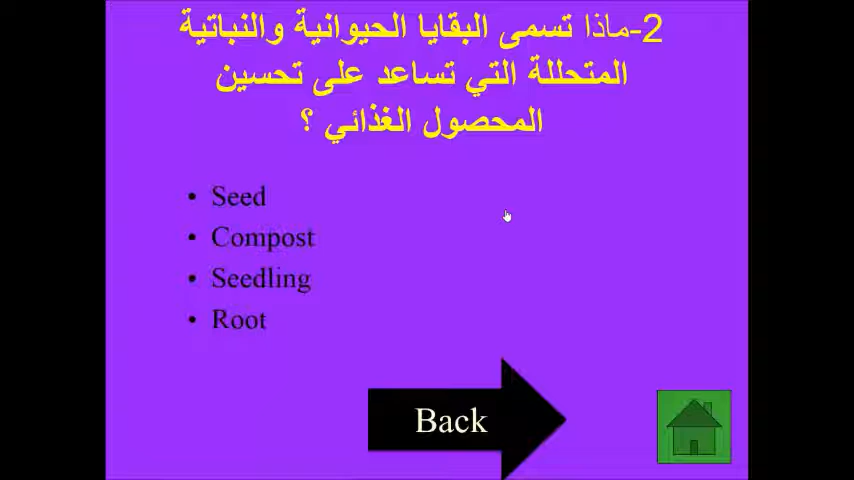 2-ماذا تسمى البقايا الحيوانية والنباتية
المتحللة التي تساعد على تحسين
المحصول الغذائي ؟
• Seed
• Compost
• Seedling
• Root
Back